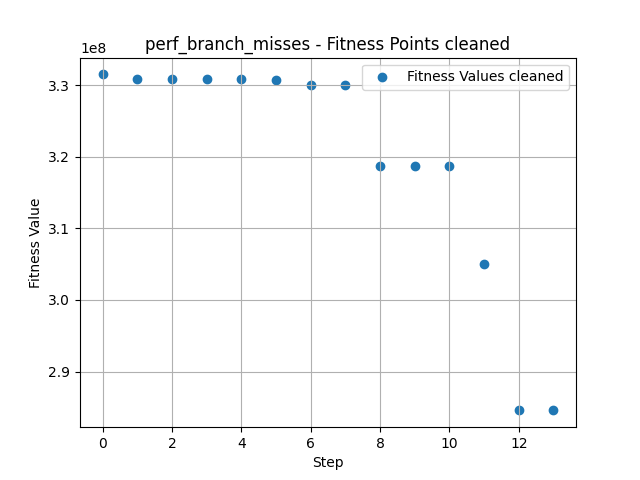 perf_branch_misses - Fitness Points cleaned
1e8
Fitness Values cleaned
3.3
3.2
3.1
3.0
2.9
Fitness Value
0 2 4 6 8 10 12
Step